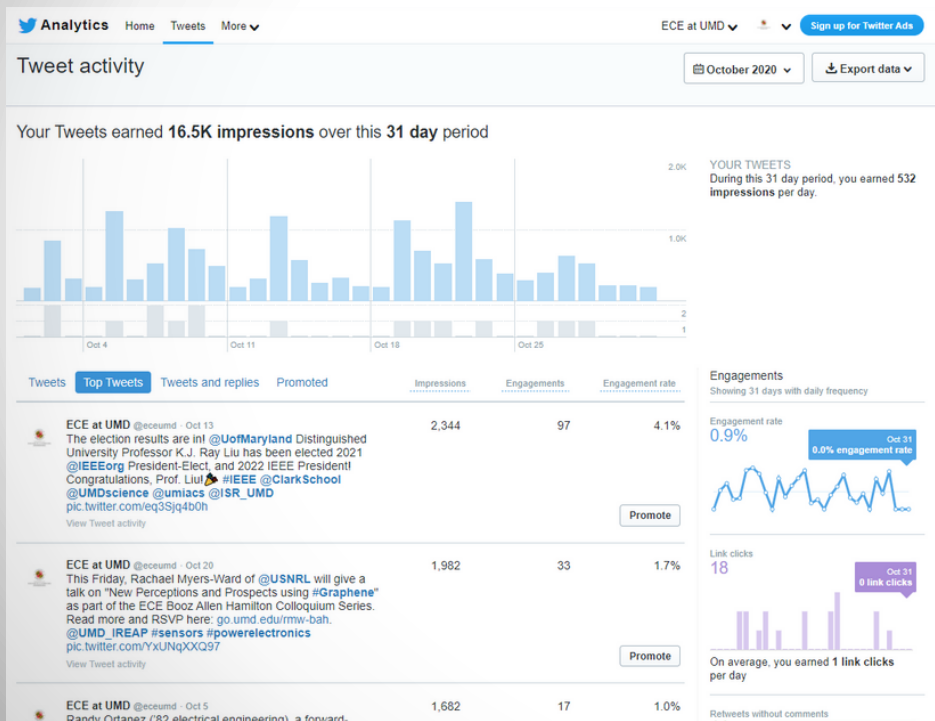 Analytics Home Tweets More
ECE at UMD
Sign up for Twitter Ads
Tweet activity
October 2020
Export data
Your Tweets earned 16.5K impressions over this 31 day period
2.0K
1.0K
2
1
Oct 4 Oct 11 Oct 18 Oct 25
YOUR TWEETS
During this 31 day period, you earned 532
impressions per day.
Tweets Top Tweets Tweets and replies Promoted
Impressions Engagements Engagement rate
ECE at UMD @eceumd · Oct 13
The election results are in! @UofMaryland Distinguished
University Professor K.J. Ray Liu has been elected 2021
@IEEEorg President-Elect, and 2022 IEEE President!
Congratulations, Prof. Liu! #IEEE @ClarkSchool
@UMDscience @umiacs @ISR_UMD
pic.twitter.com/eq3Sjq4b0h
View Tweet activity
2,344 97 4.1%
Promote
ECE at UMD @eceumd · Oct 20
This Friday, Rachael Myers-Ward of @USNRL will give a
talk on "New Perceptions and Prospects using #Graphene"
as part of the ECE Booz Allen Hamilton Colloquium Series.
Read more and RSVP here: go.umd.edu/rmw-bah.
@UMD_IREAP #sensors #powerelectronics
pic.twitter.com/YxUNqXXQ97
View Tweet activity
1,982 33 1.7%
Promote
ECE at UMD @eceumd · Oct 5
Randy Ortanez ('82 electrical engineering), a forward-
1,682 17 1.0%
Engagements
Showing 31 days with daily frequency
Engagement rate
0.9%
Oct 31
0.0% engagement rate
Link clicks
18
Oct 31
0 link clicks
On average, you earned 1 link clicks
per day
Retweets without comments